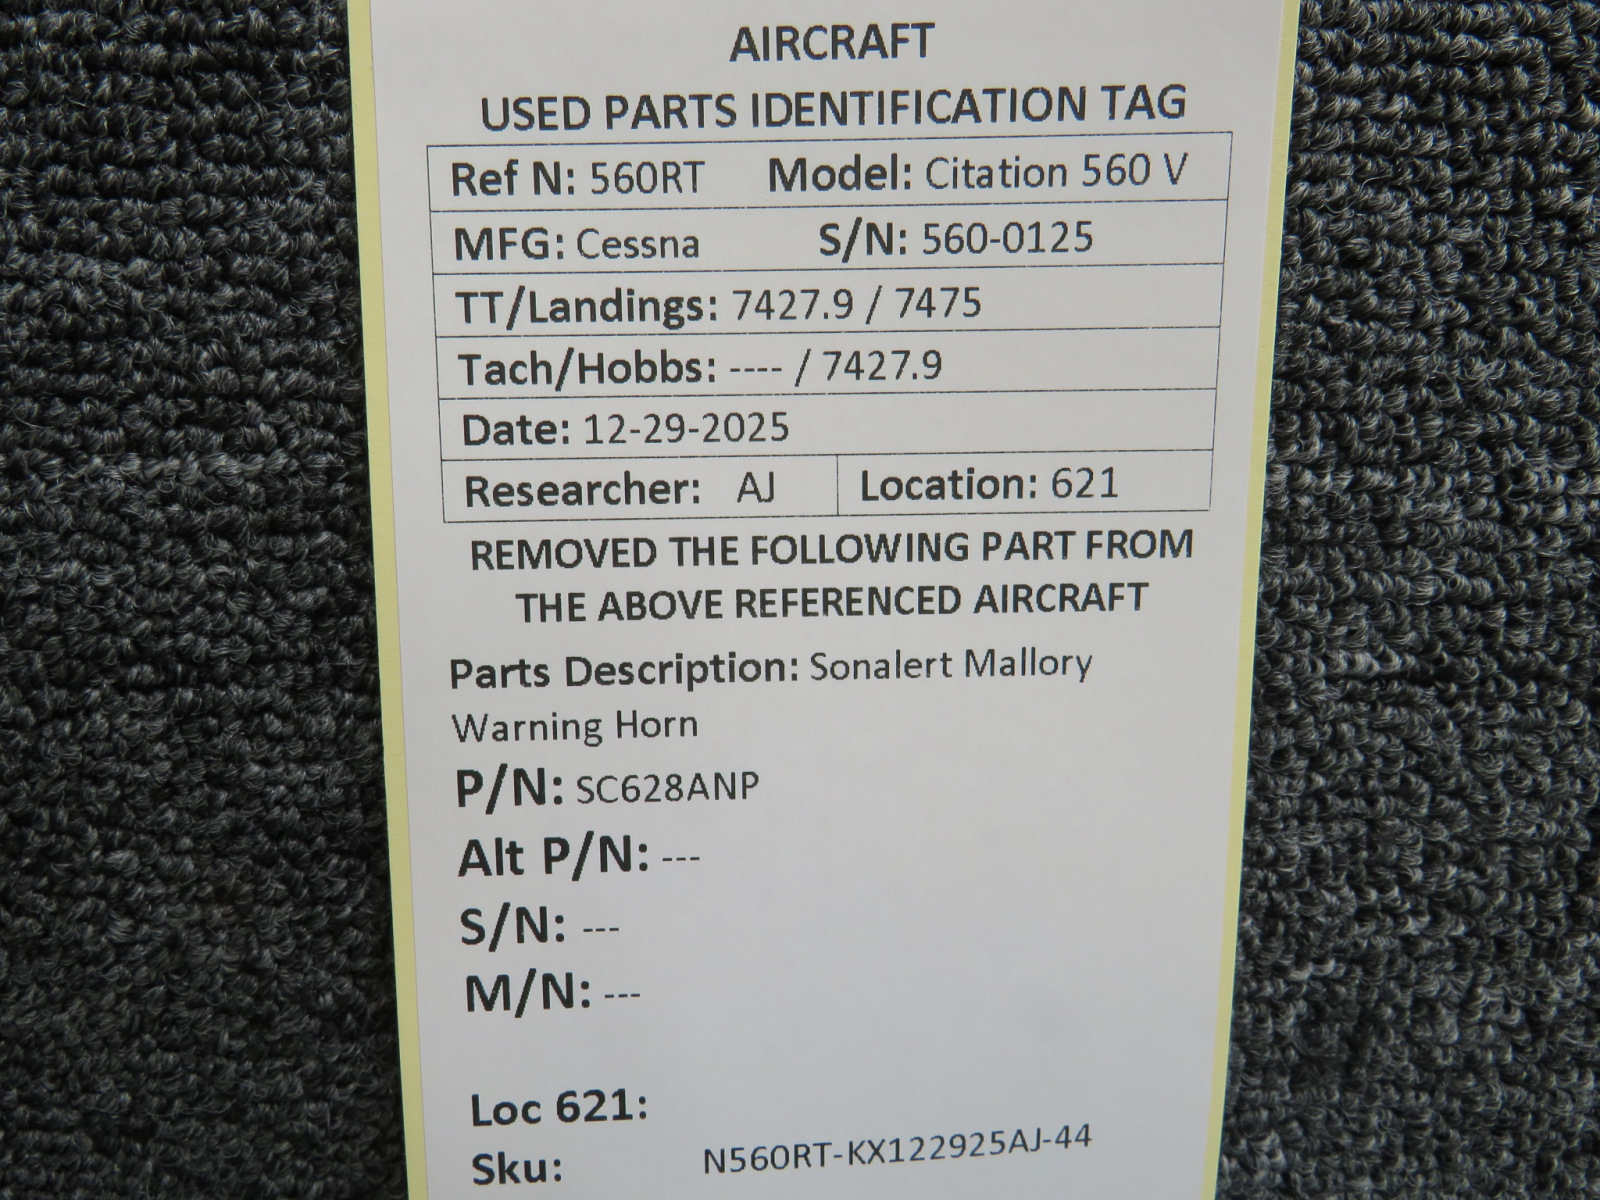 AIRCRAFT
USED PARTS IDENTIFICATION TAG
Ref N: 560RT Model: Citation 560 V
MFG: Cessna S/N: 560-0125
TT/Landings: 7427.9 / 7475
Tach/Hobbs: ---- / 7427.9
Date: 12-29-2025
Researcher: AJ Location: 621
REMOVED THE FOLLOWING PART FROM
THE ABOVE REFERENCED AIRCRAFT
Parts Description: Sonalert Mallory
Warning Horn
P/N: SC628ANP
Alt P/N: ---
S/N: ---
M/N: ---
Loc 621:
Sku: N560RT-KX122925AJ-44